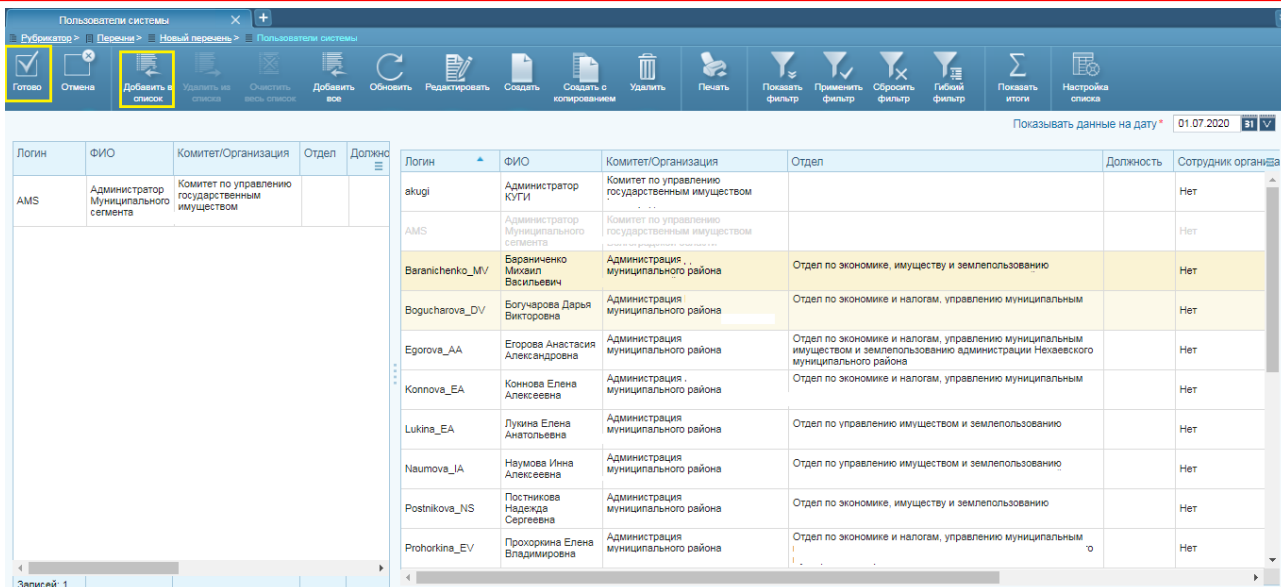 Пользователи системы
Рубрикатор > Перечни > Новый перечень > Пользователи системы
Готово Отмена Добавить в список Удалить из списка Очистить весь список Добавить все Обновить Редактировать Создать Создать с копированием Удалить Печать Показать фильтр Применить фильтр Сбросить фильтр Гибкий фильтр Показать итоги Настройка списка
Показывать данные на дату * 01.07.2020 31
Логин ФИО Комитет/Организация Отдел Должно
AMS Администратор Муниципального сегмента Комитет по управлению государственным имуществом
Записей: 1
Логин ФИО Комитет/Организация Отдел Должность Сотрудник организа
akugi Администратор КУГИ Комитет по управлению государственным имуществом Нет
AMS Администратор Муниципального сегмента Комитет по управлению государственным имуществом Нет
Baranichenko_MV Бараниченко Михаил Васильевич Администрация муниципального района Отдел по экономике, имуществу и землепользованию Нет
Bogucharova_DV Богучарова Дарья Викторовна Администрация муниципального района Отдел по экономике и налогам, управлению муниципальным Нет
Egorova_AA Егорова Анастасия Александровна Администрация муниципального района Отдел по экономике и налогам, управлению муниципальным имуществом и землепользованию администрации Нехаевского муниципального района Нет
Konnova_EA Коннова Елена Алексеевна Администрация муниципального района Отдел по экономике и налогам, управлению муниципальным Нет
Lukina_EA Лукина Елена Анатольевна Администрация муниципального района Отдел по управлению имуществом и землепользованию Нет
Naumova_IA Наумова Инна Алексеевна Администрация муниципального района Отдел по управлению имуществом и землепользованию Нет
Postnikova_NS Постникова Надежда Сергеевна Администрация муниципального района Отдел по экономике, имуществу и землепользованию Нет
Prohorkina_EV Прохоркина Елена Владимировна Администрация муниципального района Отдел по экономике и налогам, управлению муниципальным Нет